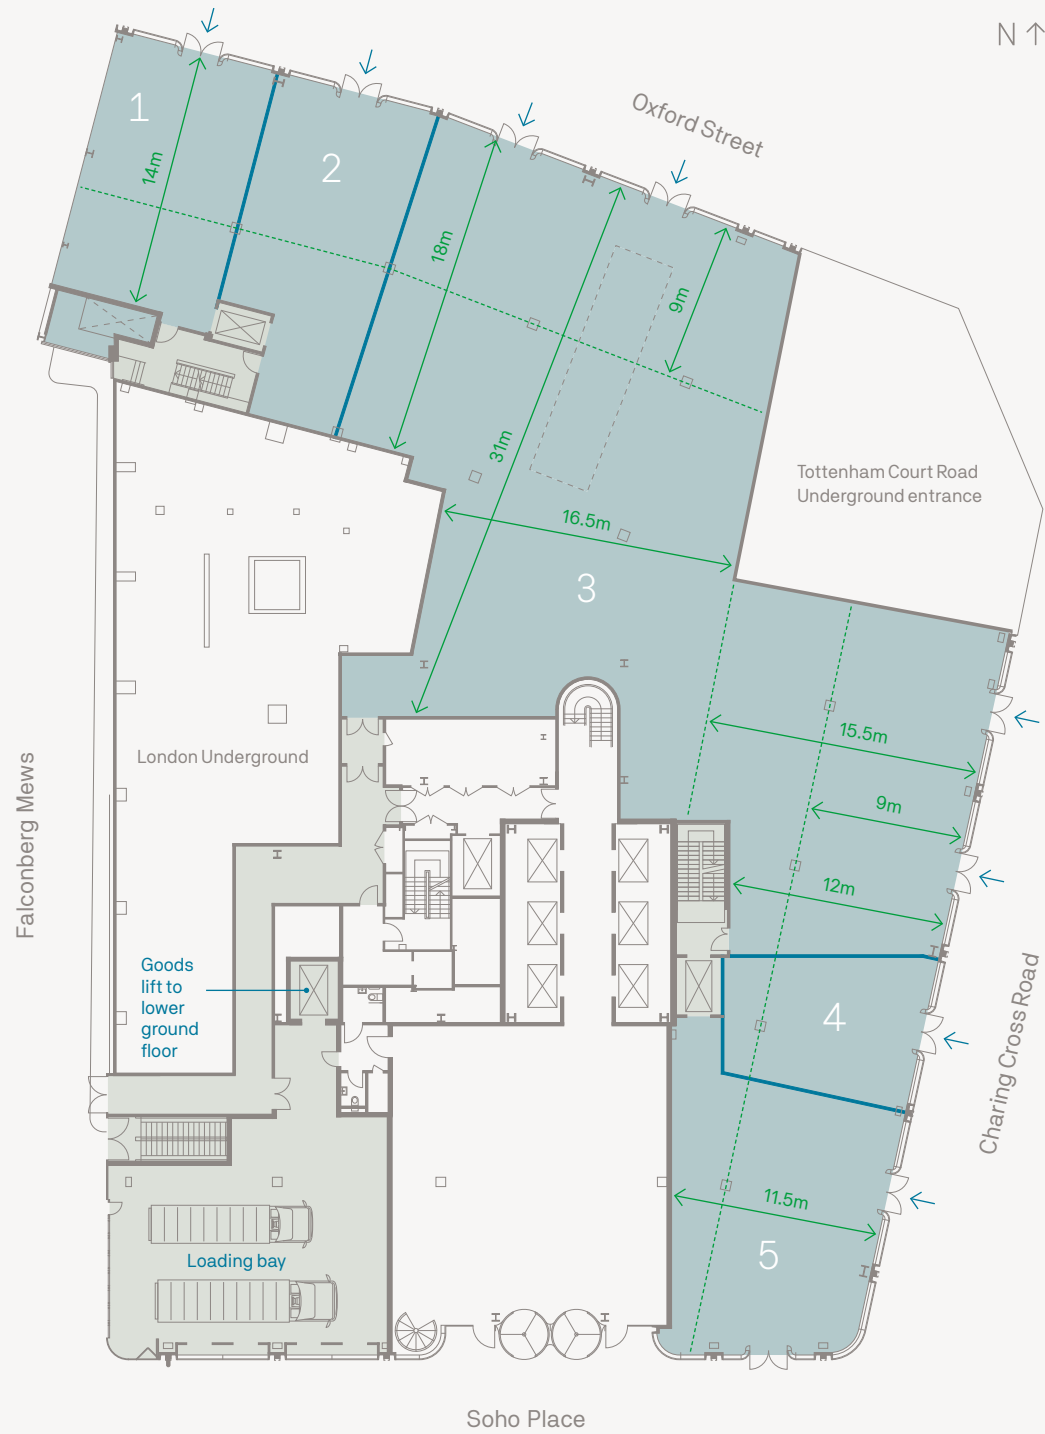 N ↑
Oxford Street
1
14m
2
18m
9m
31m
16.5m
Tottenham Court Road
Underground entrance
3
15.5m
9m
12m
London Underground
Falconberg Mews
Goods
lift to
lower
ground
floor
4
Charing Cross Road
11.5m
5
Loading bay
Soho Place